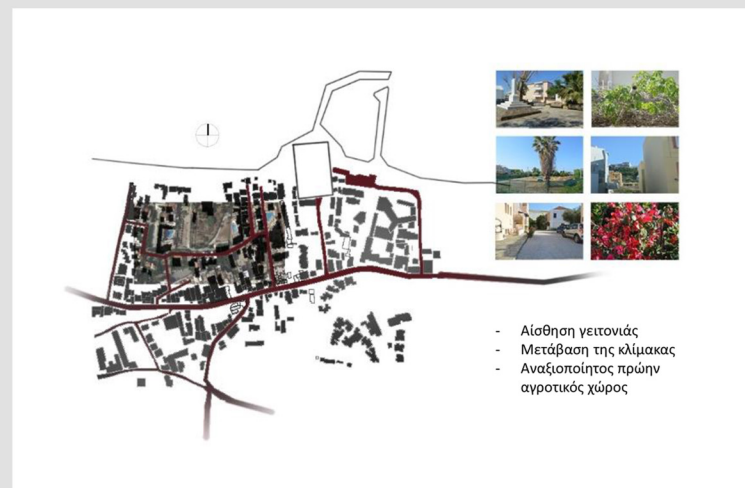 - Αίσθηση γειτονιάς
- Μετάβαση της κλίμακας
- Αναξιοποίητος πρώην
αγροτικός χώρος